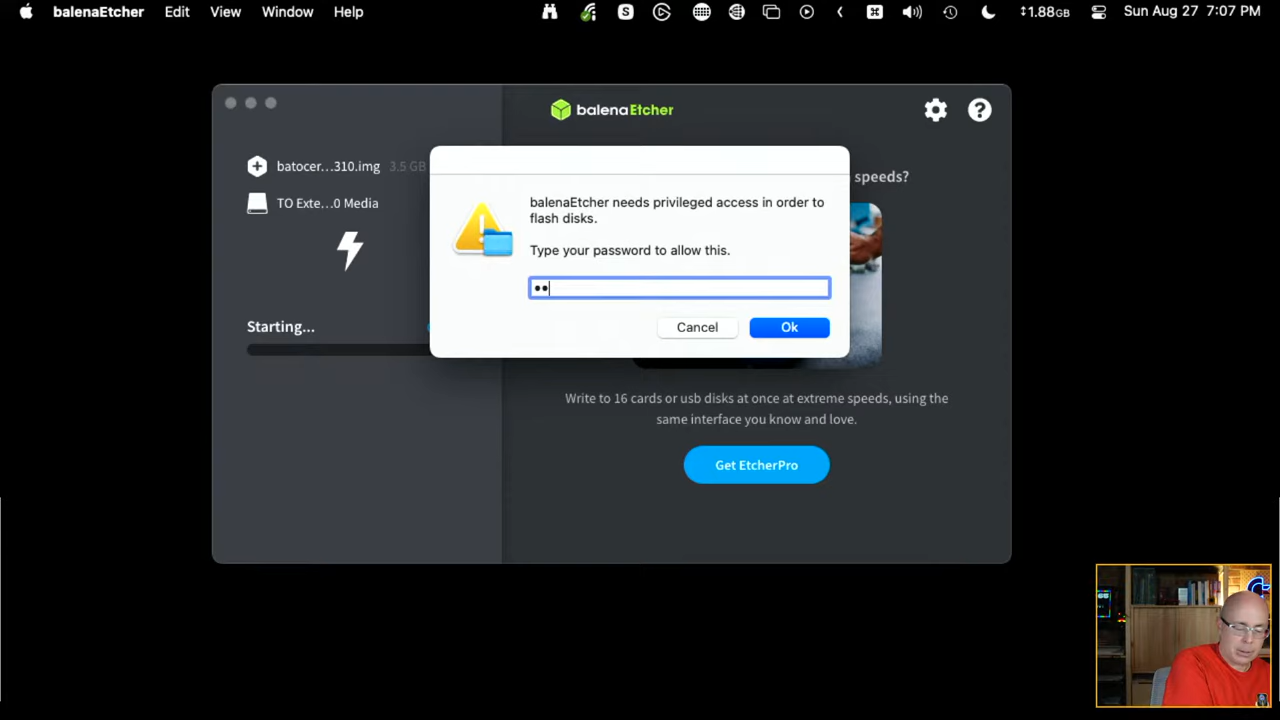 balenaEtcher Edit View Window Help 1.88GB Sun Aug 27 7:07 PM
balenaEtcher
batocer...310.img 3.5 GB
speeds?
TO Exte...0 Media
balenaEtcher needs privileged access in order to
flash disks.
Type your password to allow this.
••
Starting...
Cancel Ok
Write to 16 cards or usb disks at once at extreme speeds, using the
same interface you know and love.
Get EtcherPro